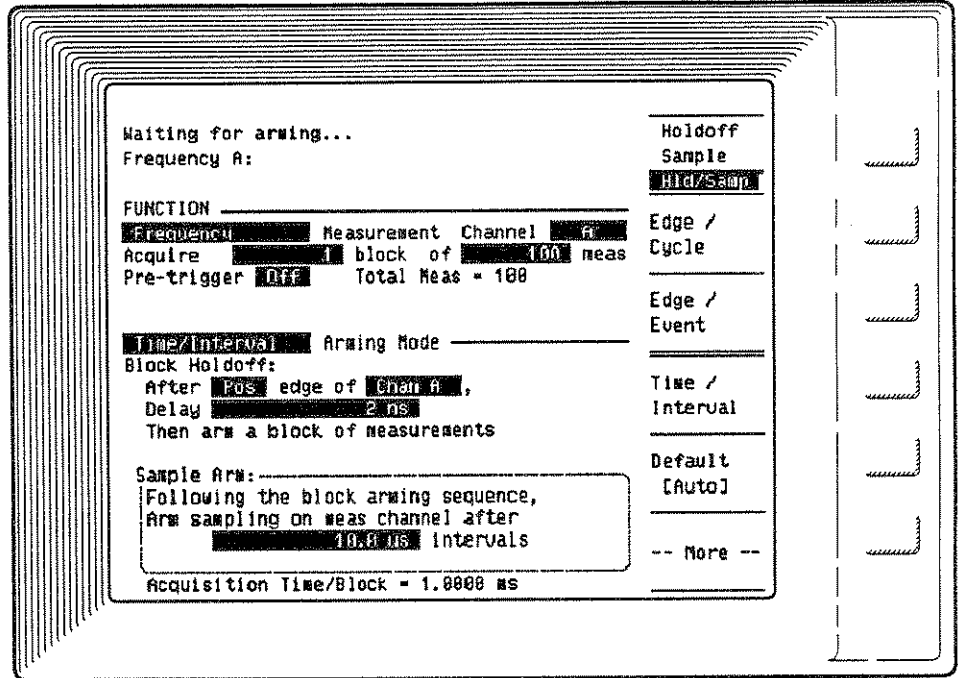 Waiting for arming...
Frequency A:
FUNCTION
Frequency Measurement Channel A
Acquire 1 block of 100 meas
Pre-trigger Off Total Meas = 100
Time/Interval Arming Mode
Block Holdoff:
After Pos edge of Chan A ,
Delay 2 ns
Then arm a block of measurements
Sample Arm:
Following the block arming sequence,
Arm sampling on meas channel after
10.0 us intervals
Acquisition Time/Block = 1.0000 ms
Holdoff
Sample
Hld/Samp
Edge /
Cycle
Edge /
Event
Time /
Interval
Default
[Auto]
-- More --